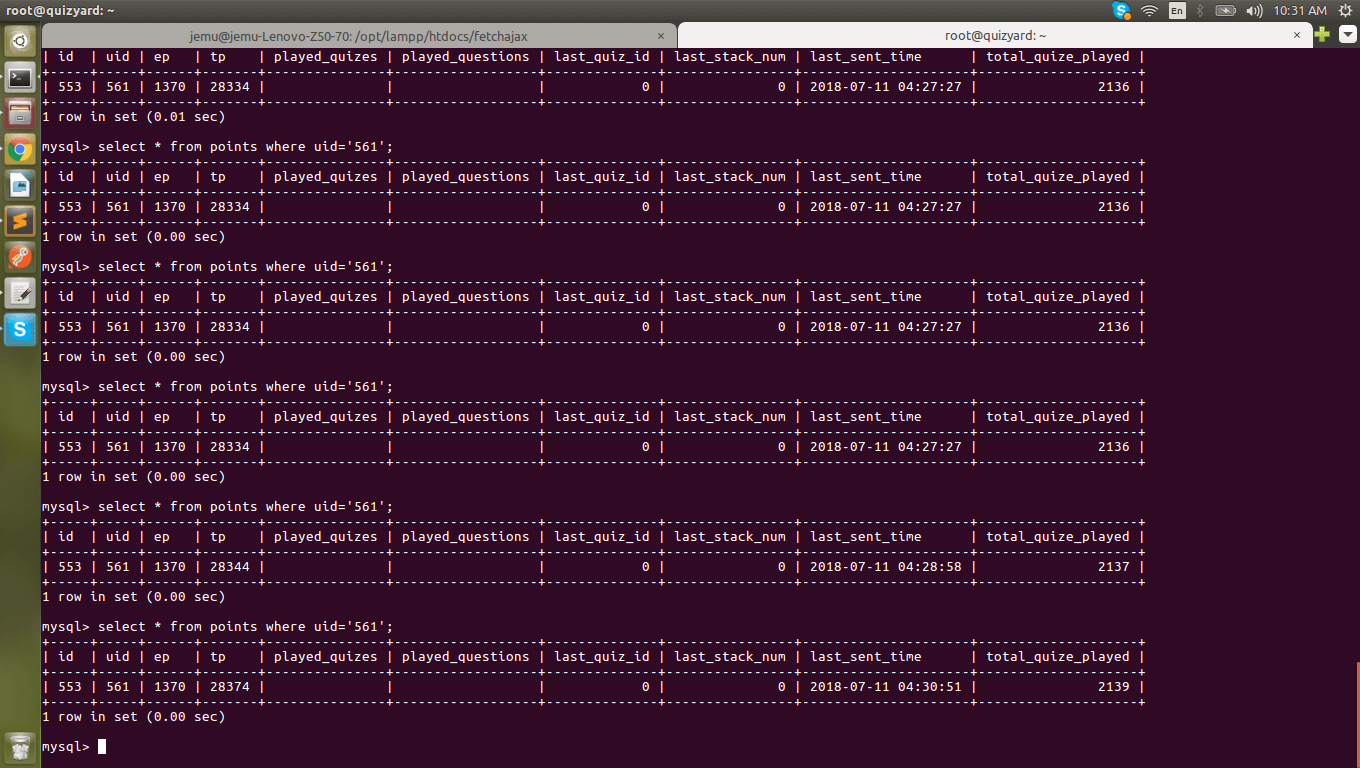 root@quizyard: ~
En
10:31 AM
jemu@jemu-Lenovo-Z50-70: /opt/lampp/htdocs/fetchajax × root@quizyard: ~ ×
| id  | uid | ep   | tp    | played_quizes | played_questions | last_quiz_id | last_stack_num | last_sent_time      | total_quize_played |
+-----+-----+------+-------+---------------+------------------+--------------+----------------+---------------------+--------------------+
| 553 | 561 | 1370 | 28334 |               |                  |            0 |              0 | 2018-07-11 04:27:27 |               2136 |
+-----+-----+------+-------+---------------+------------------+--------------+----------------+---------------------+--------------------+
1 row in set (0.01 sec)
mysql> select * from points where uid='561';
+-----+-----+------+-------+---------------+------------------+--------------+----------------+---------------------+--------------------+
| id  | uid | ep   | tp    | played_quizes | played_questions | last_quiz_id | last_stack_num | last_sent_time      | total_quize_played |
+-----+-----+------+-------+---------------+------------------+--------------+----------------+---------------------+--------------------+
| 553 | 561 | 1370 | 28334 |               |                  |            0 |              0 | 2018-07-11 04:27:27 |               2136 |
+-----+-----+------+-------+---------------+------------------+--------------+----------------+---------------------+--------------------+
1 row in set (0.00 sec)
mysql> select * from points where uid='561';
+-----+-----+------+-------+---------------+------------------+--------------+----------------+---------------------+--------------------+
| id  | uid | ep   | tp    | played_quizes | played_questions | last_quiz_id | last_stack_num | last_sent_time      | total_quize_played |
+-----+-----+------+-------+---------------+------------------+--------------+----------------+---------------------+--------------------+
| 553 | 561 | 1370 | 28334 |               |                  |            0 |              0 | 2018-07-11 04:27:27 |               2136 |
+-----+-----+------+-------+---------------+------------------+--------------+----------------+---------------------+--------------------+
1 row in set (0.00 sec)
mysql> select * from points where uid='561';
+-----+-----+------+-------+---------------+------------------+--------------+----------------+---------------------+--------------------+
| id  | uid | ep   | tp    | played_quizes | played_questions | last_quiz_id | last_stack_num | last_sent_time      | total_quize_played |
+-----+-----+------+-------+---------------+------------------+--------------+----------------+---------------------+--------------------+
| 553 | 561 | 1370 | 28334 |               |                  |            0 |              0 | 2018-07-11 04:27:27 |               2136 |
+-----+-----+------+-------+---------------+------------------+--------------+----------------+---------------------+--------------------+
1 row in set (0.00 sec)
mysql> select * from points where uid='561';
+-----+-----+------+-------+---------------+------------------+--------------+----------------+---------------------+--------------------+
| id  | uid | ep   | tp    | played_quizes | played_questions | last_quiz_id | last_stack_num | last_sent_time      | total_quize_played |
+-----+-----+------+-------+---------------+------------------+--------------+----------------+---------------------+--------------------+
| 553 | 561 | 1370 | 28344 |               |                  |            0 |              0 | 2018-07-11 04:28:58 |               2137 |
+-----+-----+------+-------+---------------+------------------+--------------+----------------+---------------------+--------------------+
1 row in set (0.00 sec)
mysql> select * from points where uid='561';
+-----+-----+------+-------+---------------+------------------+--------------+----------------+---------------------+--------------------+
| id  | uid | ep   | tp    | played_quizes | played_questions | last_quiz_id | last_stack_num | last_sent_time      | total_quize_played |
+-----+-----+------+-------+---------------+------------------+--------------+----------------+---------------------+--------------------+
| 553 | 561 | 1370 | 28374 |               |                  |            0 |              0 | 2018-07-11 04:30:51 |               2139 |
+-----+-----+------+-------+---------------+------------------+--------------+----------------+---------------------+--------------------+
1 row in set (0.00 sec)
mysql>